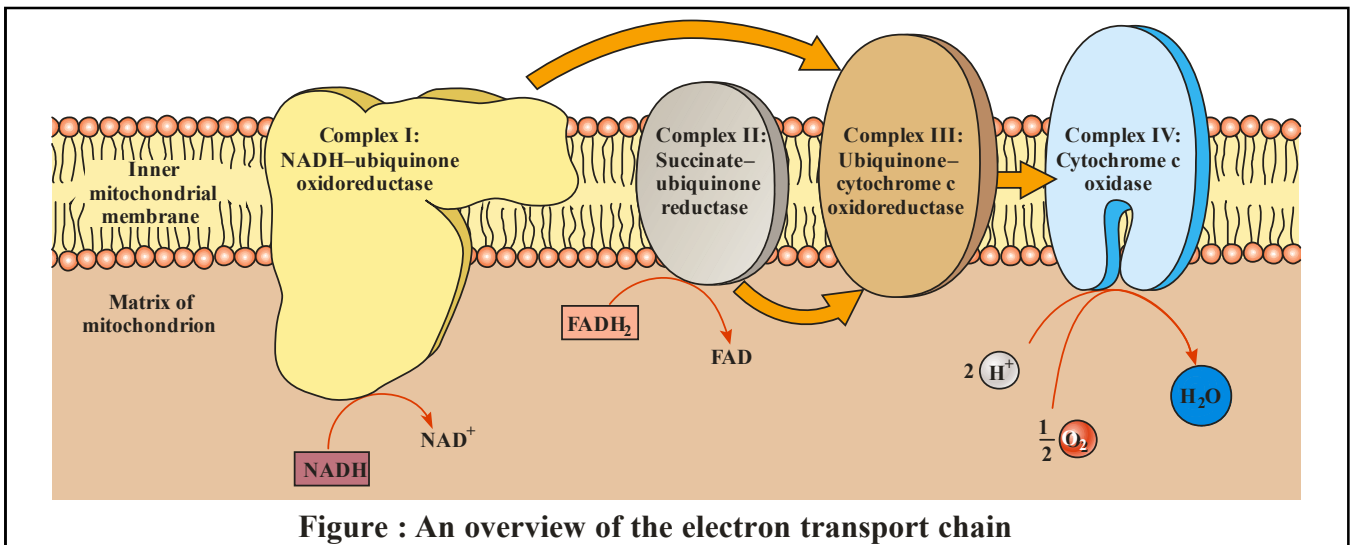 Complex I:
NADH–ubiquinone
oxidoreductase
Complex II:
Succinate–
ubiquinone
reductase
Complex III:
Ubiquinone–
cytochrome c
oxidoreductase
Complex IV:
Cytochrome c
oxidase
Inner
mitochondrial
membrane
Matrix of
mitochondrion
FADH₂
FAD
NADH
NAD⁺
2 H⁺
1/2 O₂
H₂O
Figure : An overview of the electron transport chain